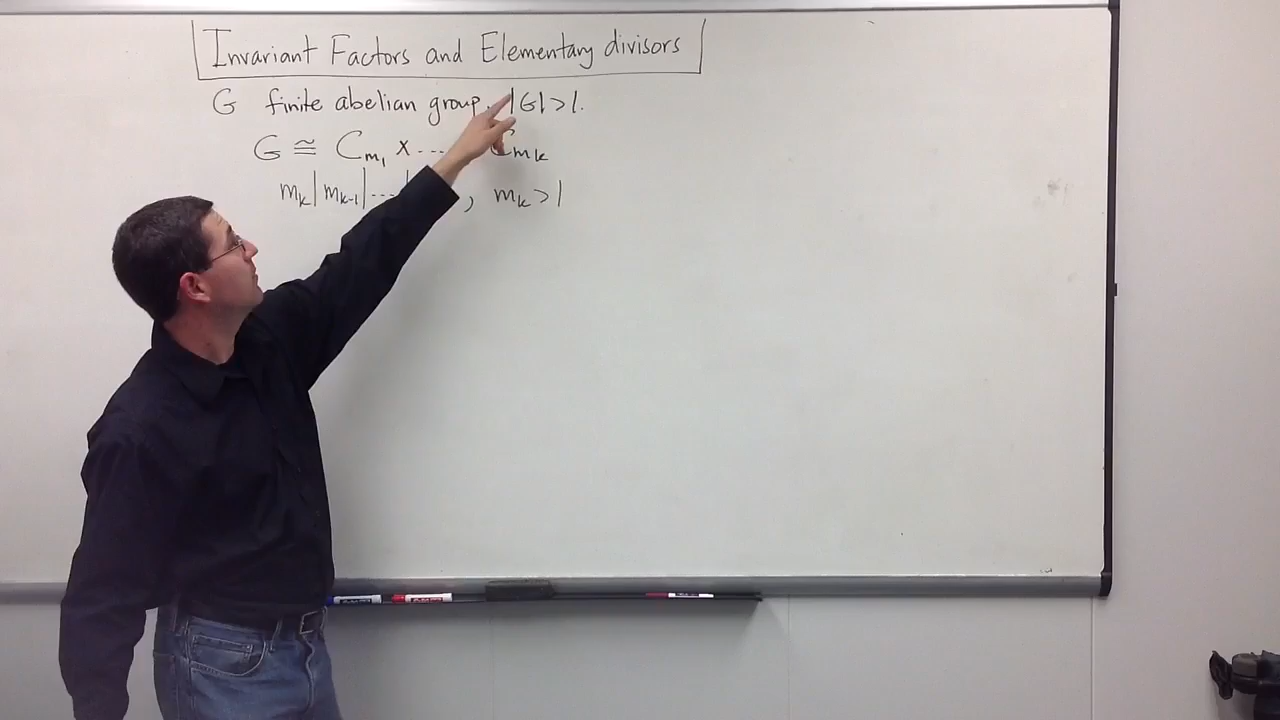 Invariant Factors and Elementary divisors
G finite abelian group. |G|>1.
G ≅ C_{m_1} x .... C_{m_k}
m_k|m_{k-1}|....| , m_k>1